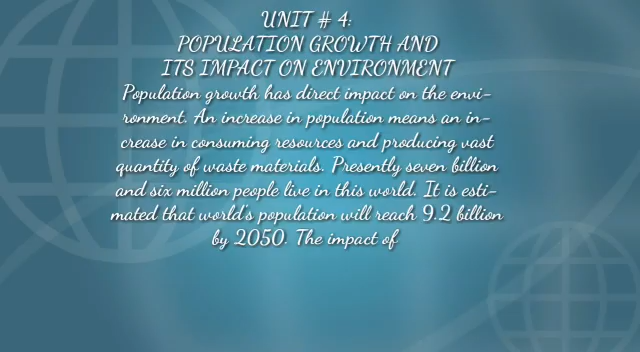 UNIT # 4:
POPULATION GROWTH AND
ITS IMPACT ON ENVIRONMENT
Population growth has direct impact on the envi-
ronment. An increase in population means an in-
crease in consuming resources and producing vast
quantity of waste materials. Presently seven billion
and six million people live in this world. It is esti-
mated that world's population will reach 9.2 billion
by 2050. The impact of